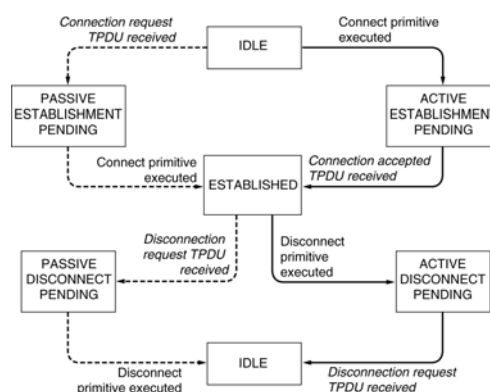 Connection request
TPDU received
IDLE
Connect primitive
executed
PASSIVE
ESTABLISHMENT
PENDING
ACTIVE
ESTABLISHMENT
PENDING
Connect primitive
executed
ESTABLISHED
Connection accepted
TPDU received
Disconnection
request TPDU
received
Disconnect
primitive
executed
PASSIVE
DISCONNECT
PENDING
ACTIVE
DISCONNECT
PENDING
Disconnect
primitive executed
IDLE
Disconnection request
TPDU received